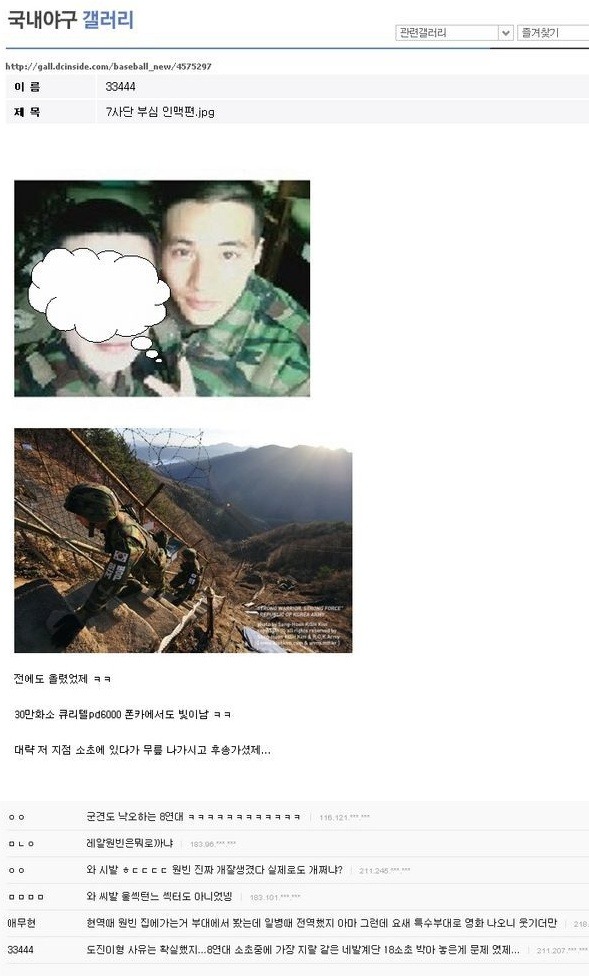 국내야구 갤러리
관련갤러리
즐겨찾기
http://gall.dcinside.com/baseball_new/4575297
이 름 33444
제 목 7사단 부심 인맥편.jpg
"STRONG WARRIOR, STRONG FORCE"
REPUBLIC OF KOREA ARMY
전에도 올렸었제 ㅋㅋ
30만화소 큐리텔pd6000 폰카에서도 빛이남 ㅋㅋ
대략 저 지점 소초에 있다가 무릎 나가시고 후송가셨제...
ㅇㅇ 군견도 낙오하는 8연대 ㅋㅋㅋㅋㅋㅋㅋㅋㅋㅋㅋㅋ 116.121.***.***
ㅁㄴㅇ 레알원빈은뭐로까냐 183.96.***.***
ㅇㅇ 와 시발 ㅎㄷㄷㄷㄷ 원빈 진짜 개잘생겼다 실제로도 개쩌냐? 211.246.***.***
ㅁㅁㅁㅁ 와 씨발 울섹턴느 섹터도 아니었넹 183.101.***.***
애무현 현역때 원빈 집에가는거 부대에서 봤는데 일병때 전역했지 아마 그런데 요새 특수부대로 영화 나오니 웃기더만 218.
33444 도진이형 사유는 확실했지...8연대 소초중에 가장 지랄 같은 네발계단 18소초 박아 놓은게 문제 였제... 211.207.***.***